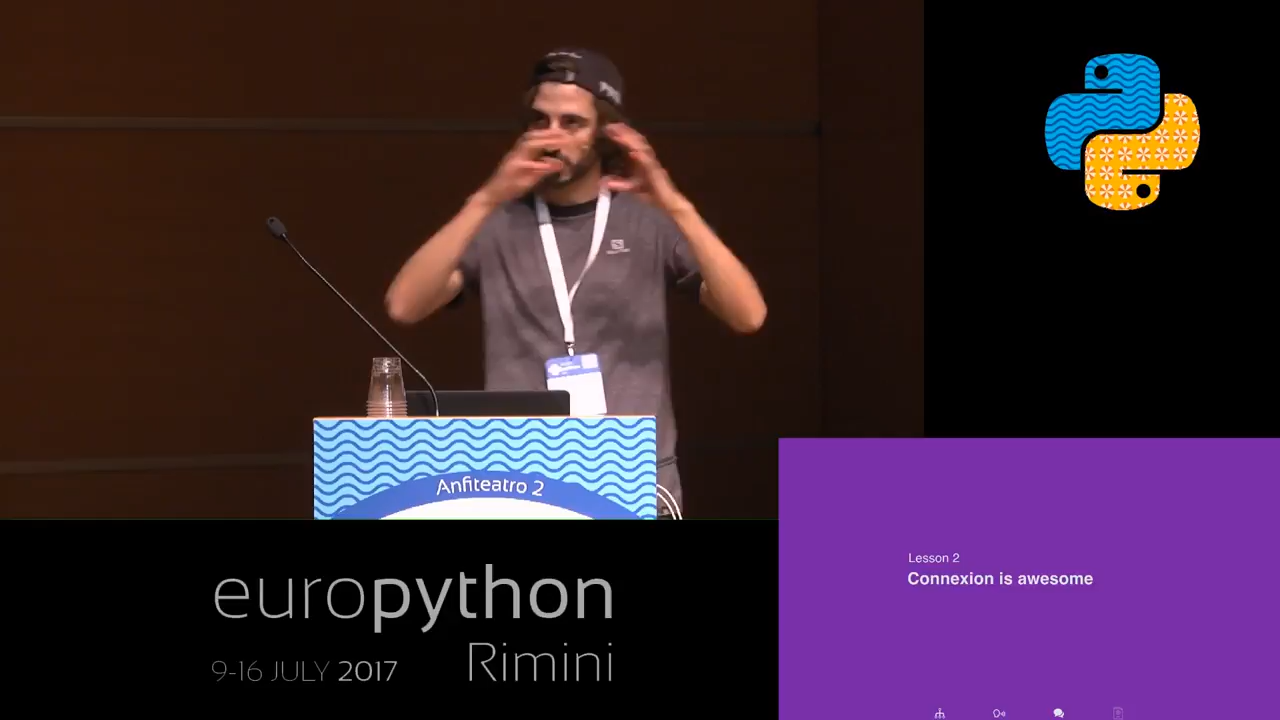 Anfiteatro 2
europython
9-16 JULY 2017
Rimini
Lesson 2
Connexion is awesome